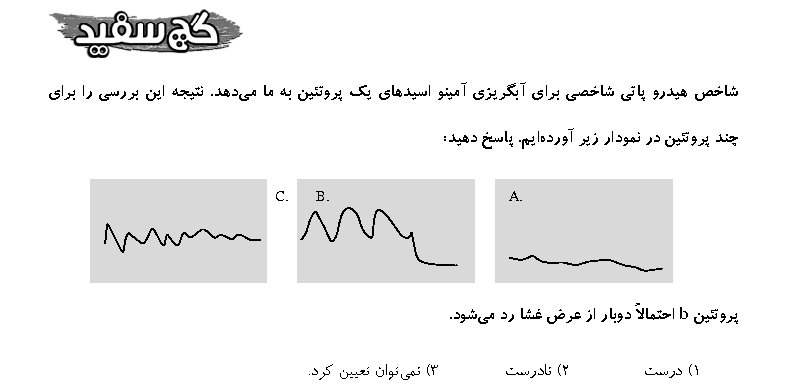 گچ سفید
شاخص هیدرو پاتی شاخصی برای آبگریزی آمینو اسیدهای یک پروتئین به ما می‌دهد. نتیجه این بررسی را برای
چند پروتئین در نمودار زیر آورده‌ایم. پاسخ دهید:
A.
B.
C.
پروتئین b احتمالاً دوبار از عرض غشا رد می‌شود.
۱) درست ۲) نادرست ۳) نمی‌توان تعیین کرد.